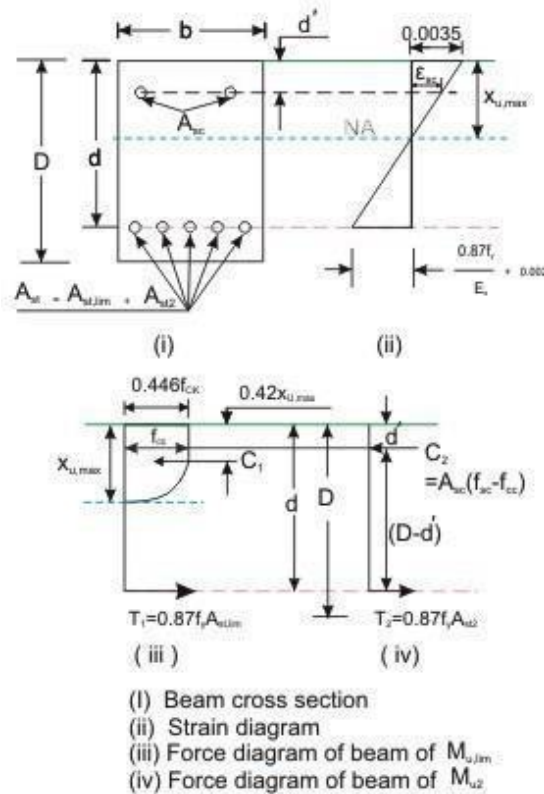 b
d'
0.0035
ε_sc
x_u,max
A_sc
NA
D
d
0.87f_y
E_s
+ 0.002
A_st = A_st,lim + A_st2
(i)
(ii)
0.446f_CK
0.42x_u,max
f_cc
C_1
x_u,max
d
D
d'
C_2
=A_sc(f_sc-f_cc)
(D-d')
T_1=0.87f_yA_st,lim
T_2=0.87f_yA_st2
( iii )
( iv)
(I) Beam cross section
(ii) Strain diagram
(iii) Force diagram of beam of M_u,lim
(iv) Force diagram of beam of M_u2